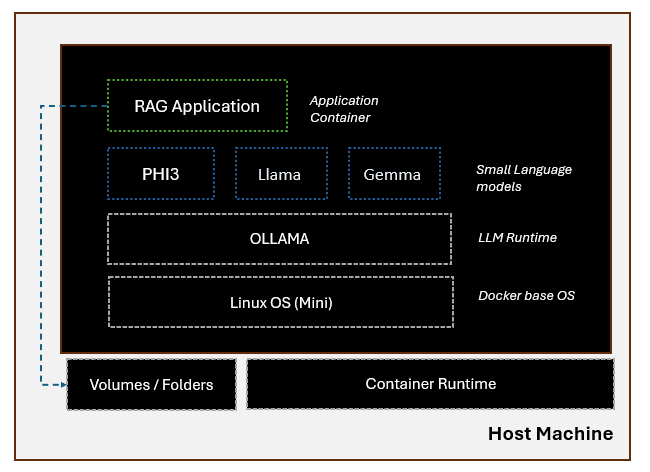 RAG Application
Application
Container
PHI3
Llama
Gemma
Small Language
models
OLLAMA
LLM Runtime
Linux OS (Mini)
Docker base OS
Volumes / Folders
Container Runtime
Host Machine